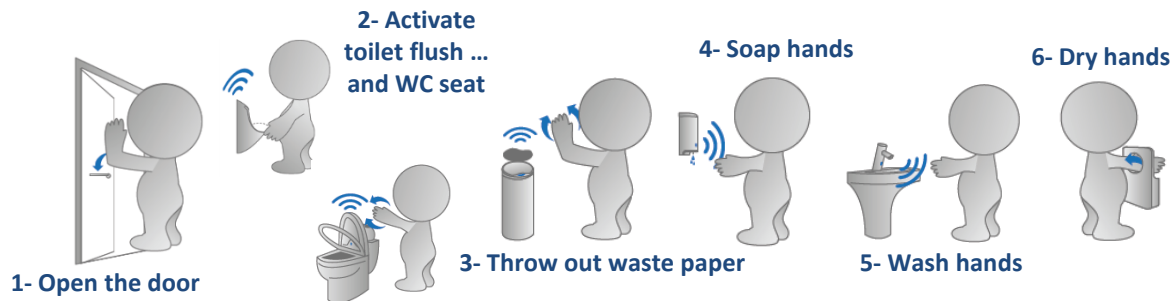 1- Open the door
2- Activate
toilet flush ...
and WC seat
3- Throw out waste paper
4- Soap hands
5- Wash hands
6- Dry hands